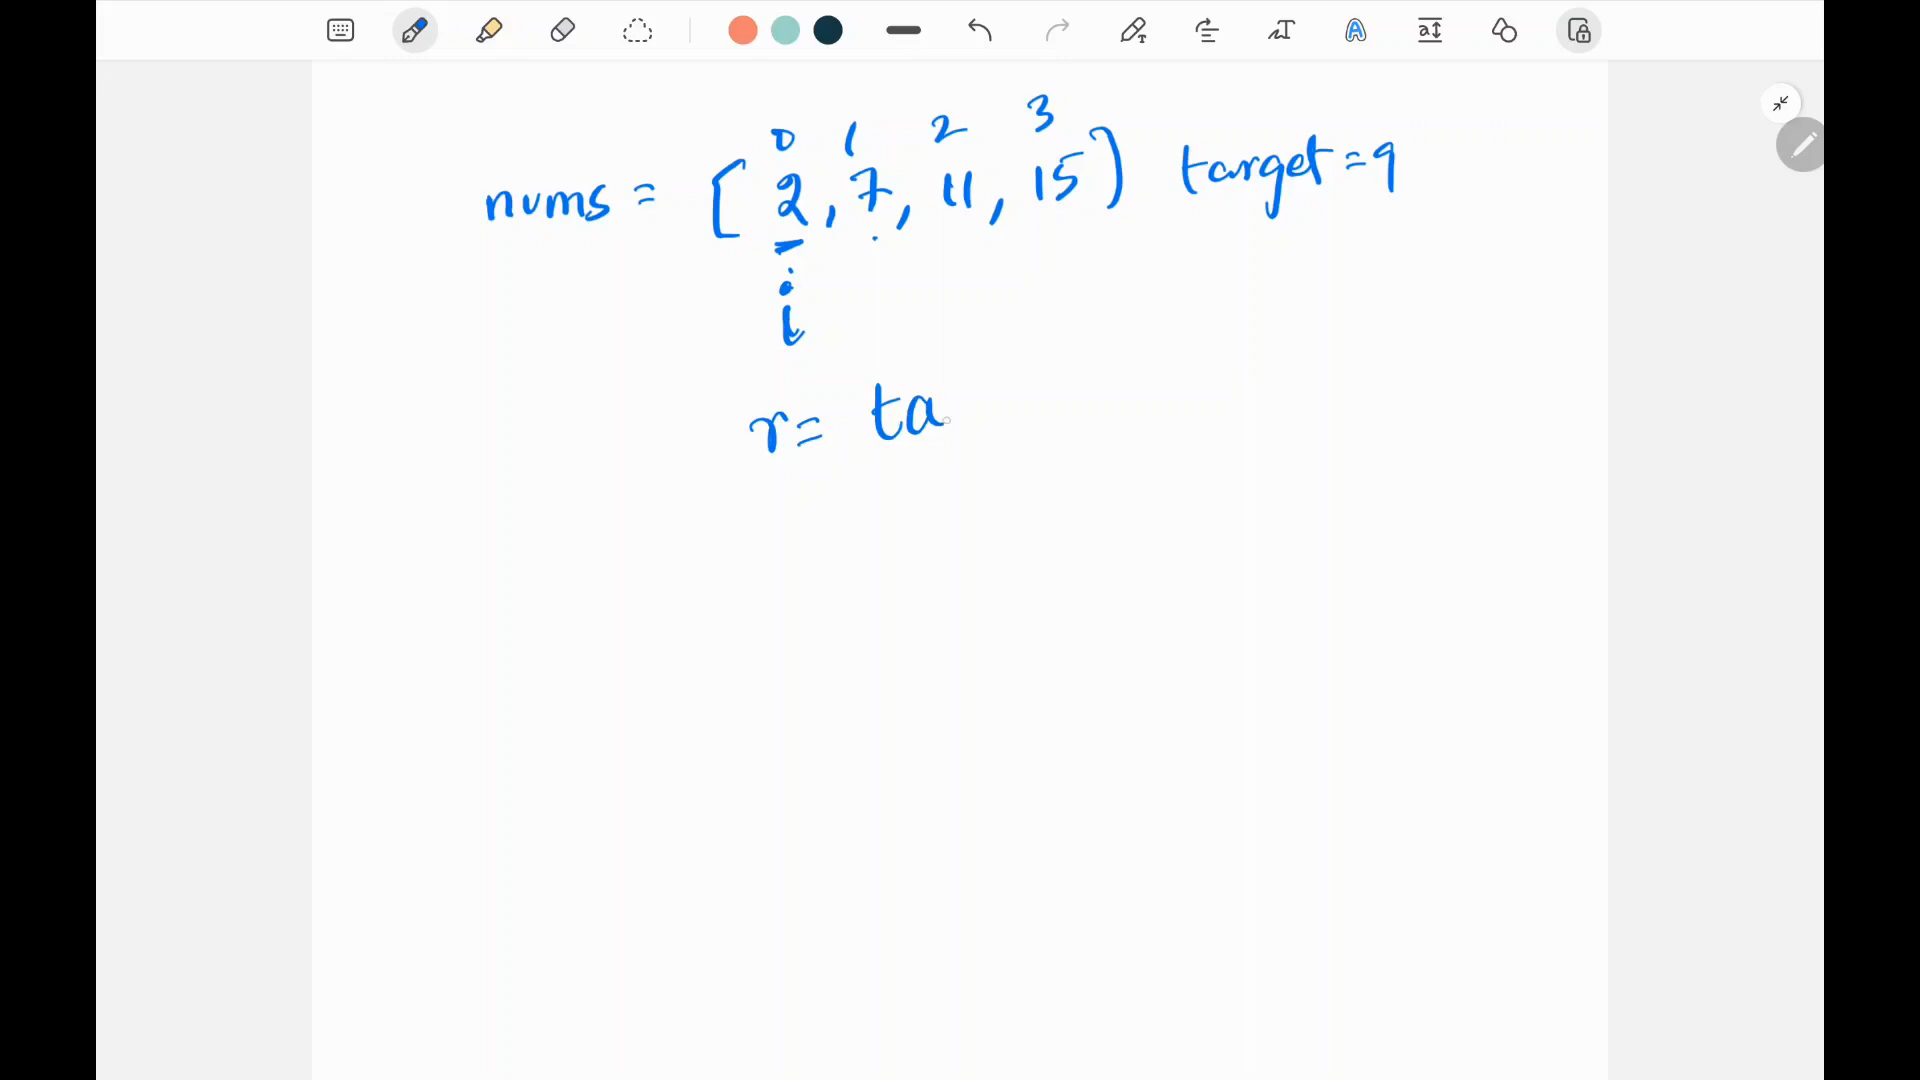 0 1 2 3
nums = [ 2 , 7 , 11 , 15 ) target = 9
i
r = ta